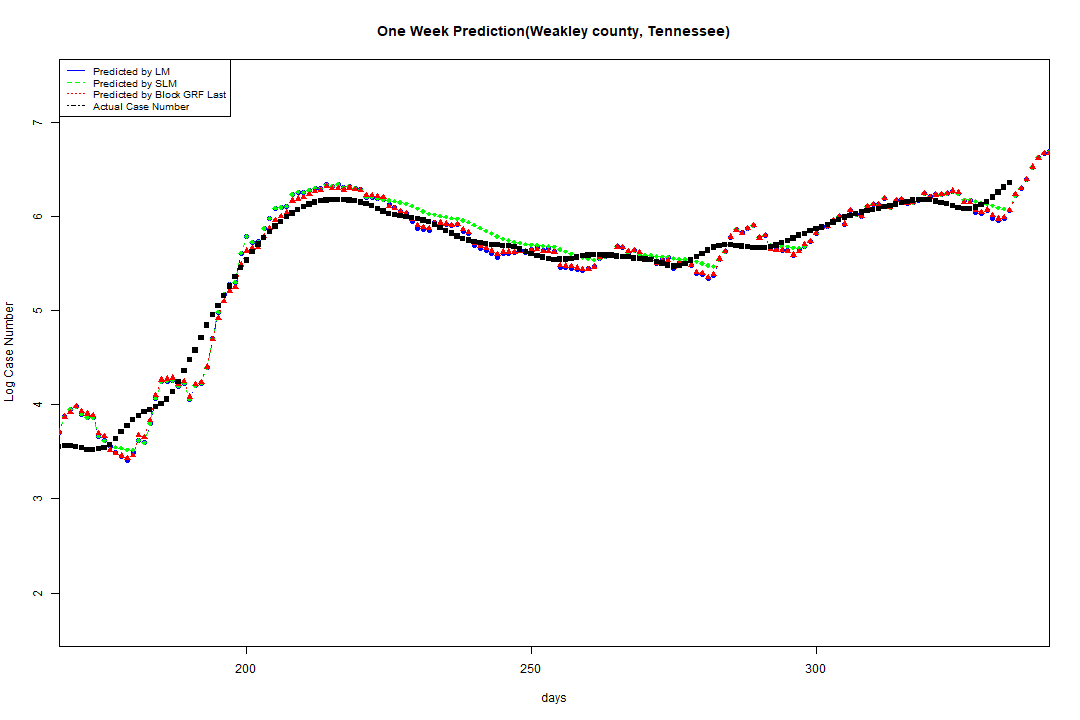 One Week Prediction(Weakley county, Tennessee)
Predicted by LM
Predicted by SLM
Predicted by Block GRF Last
Actual Case Number
7
6
5
4
3
2
Log Case Number
200
250
300
days